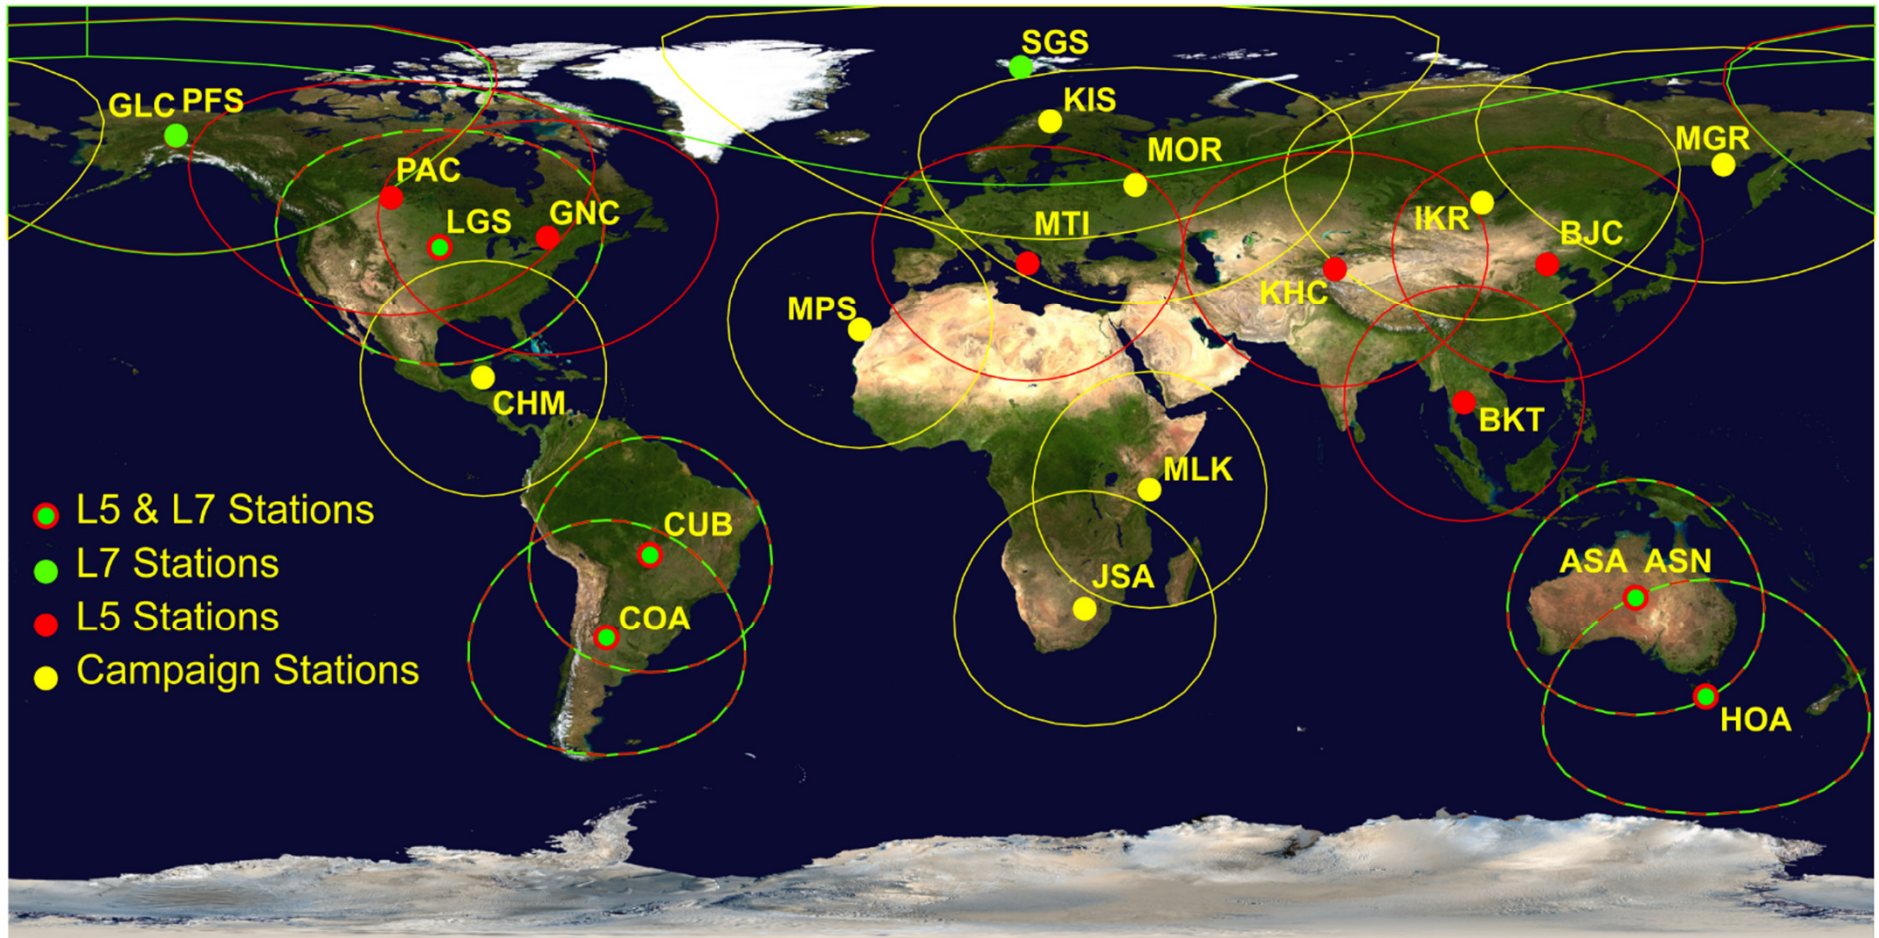 SGS
GLC PFS
KIS
MOR
MGR
PAC
LGS
GNC
MTI
IKR
BJC
KHC
MPS
CHM
BKT
MLK
L5 & L7 Stations
CUB
L7 Stations
ASA ASN
JSA
L5 Stations
COA
Campaign Stations
HOA